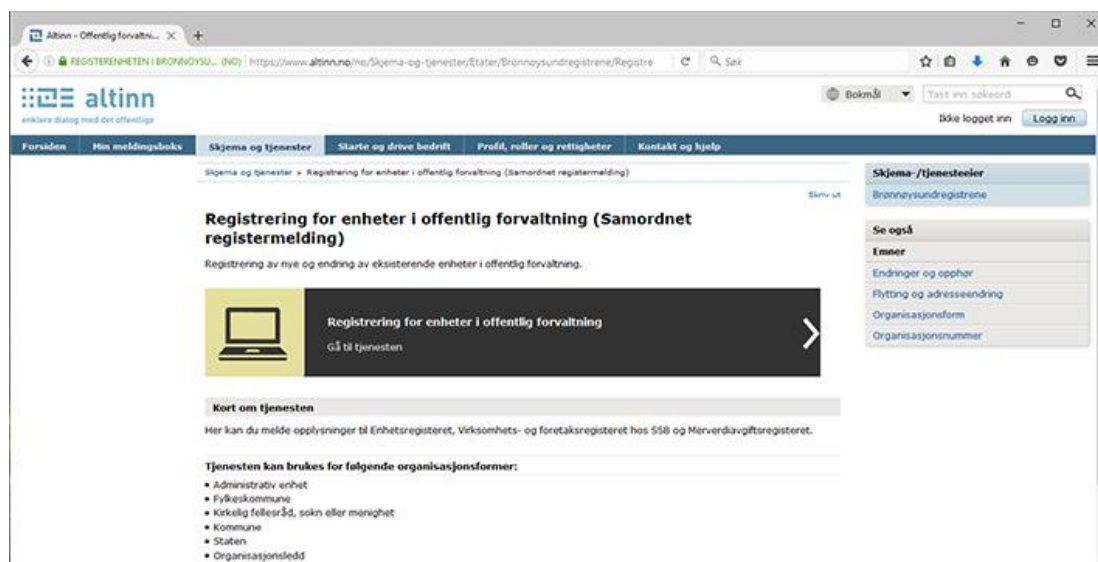 Altinn - Offentlig forvaltni...
REGISTERENHETEN I BRONNOYSU... (NO) https://www.altinn.no/no/Skjema-og-tjenester/Etater/Bronnoysundregistrene/Registre
Søk
altinn
enklere dialog med det offentlige
Bokmål
Tast inn søkeord
Ikke logget inn
Logg inn
Forsiden Min meldingsboks Skjema og tjenester Starte og drive bedrift Profil, roller og rettigheter Kontakt og hjelp
Skjema og tjenester > Registrering for enheter i offentlig forvaltning (Samordnet registermelding)
Skriv ut
Registrering for enheter i offentlig forvaltning (Samordnet
registermelding)
Registrering av nye og endring av eksisterende enheter i offentlig forvaltning.
Registrering for enheter i offentlig forvaltning
Gå til tjenesten
Kort om tjenesten
Her kan du melde opplysninger til Enhetsregisteret, Virksomhets- og foretaksregisteret hos SSB og Merverdiavgiftsregisteret.
Tjenesten kan brukes for følgende organisasjonsformer:
• Administrativ enhet
• Fylkeskommune
• Kirkelig fellesråd, sokn eller menighet
• Kommune
• Staten
• Organisasjonsledd
Skjema-/tjenesteeier
Brønnøysundregistrene
Se også
Emner
Endringer og opphør
Flytting og adresseendring
Organisasjonsform
Organisasjonsnummer